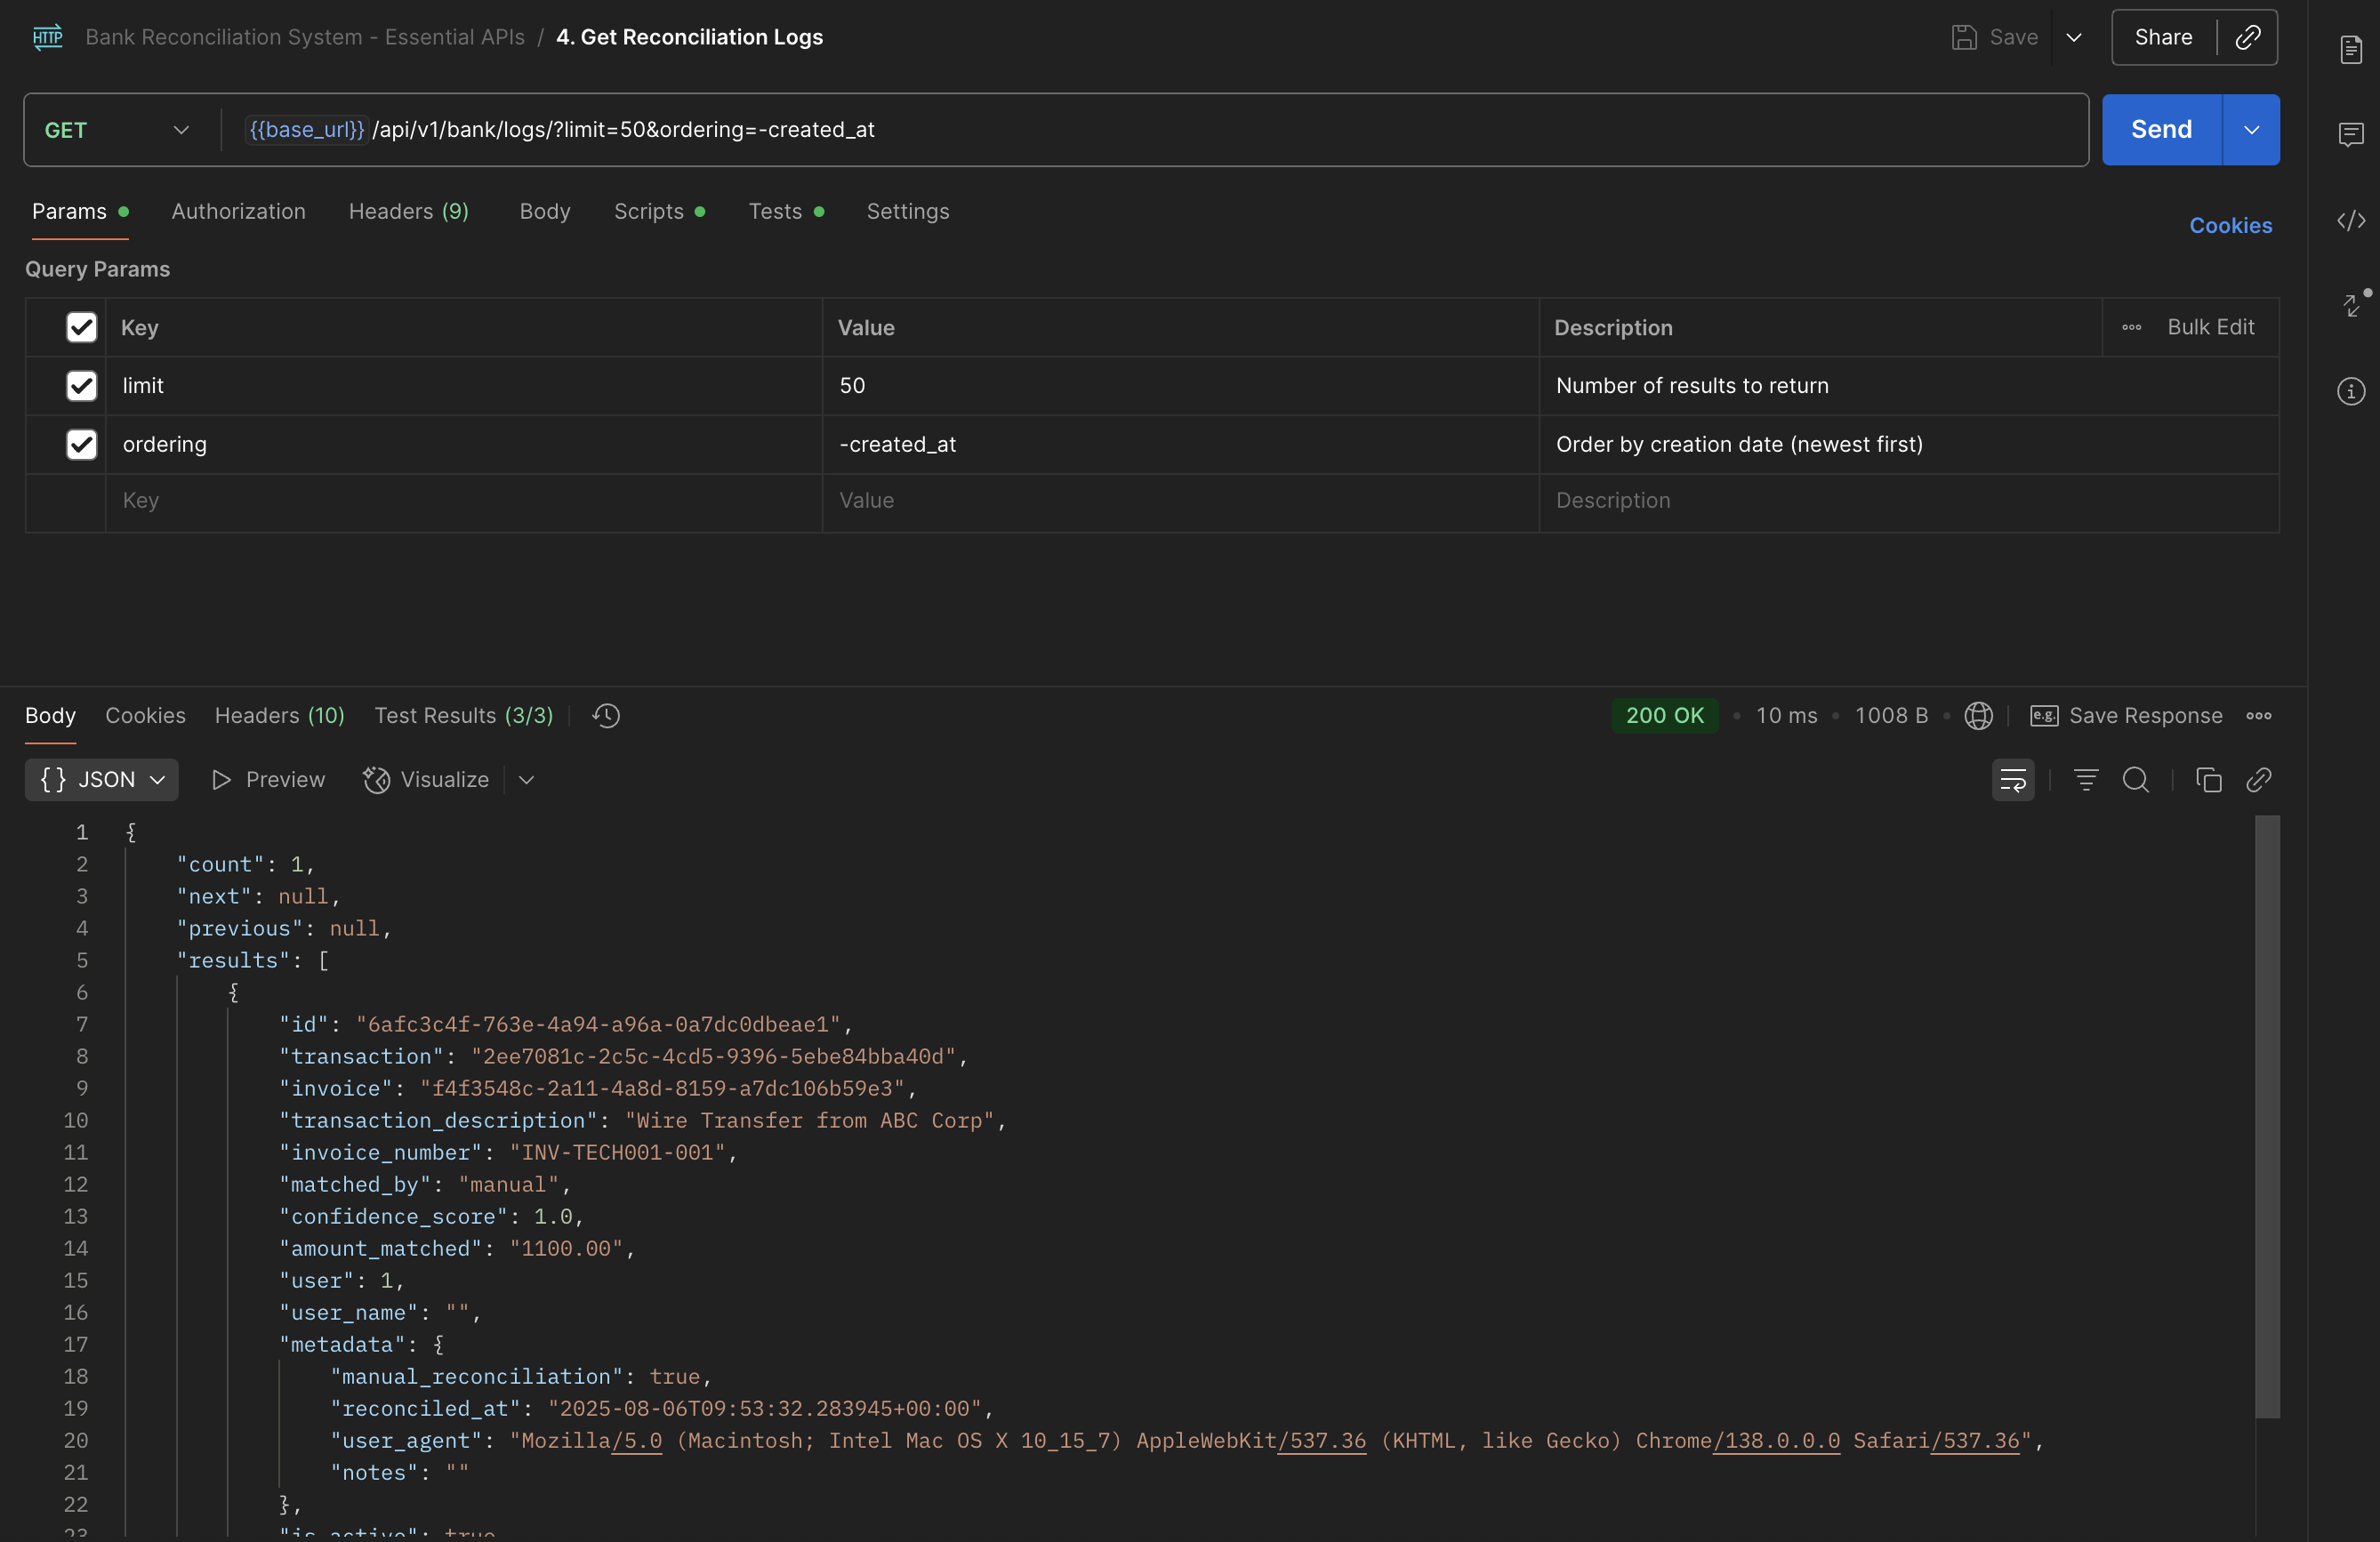 HTTP Bank Reconciliation System - Essential APIs / 4. Get Reconciliation Logs Save Share
GET {{base_url}}/api/v1/bank/logs/?limit=50&ordering=-created_at Send
Params Authorization Headers (9) Body Scripts Tests Settings Cookies
Query Params
Key Value Description Bulk Edit
limit 50 Number of results to return
ordering -created_at Order by creation date (newest first)
Key Value Description
Body Cookies Headers (10) Test Results (3/3) 200 OK 10 ms 1008 B e.g. Save Response
{} JSON Preview Visualize
1 {
2 "count": 1,
3 "next": null,
4 "previous": null,
5 "results": [
6 {
7 "id": "6afc3c4f-763e-4a94-a96a-0a7dc0dbeae1",
8 "transaction": "2ee7081c-2c5c-4cd5-9396-5ebe84bba40d",
9 "invoice": "f4f3548c-2a11-4a8d-8159-a7dc106b59e3",
10 "transaction_description": "Wire Transfer from ABC Corp",
11 "invoice_number": "INV-TECH001-001",
12 "matched_by": "manual",
13 "confidence_score": 1.0,
14 "amount_matched": "1100.00",
15 "user": 1,
16 "user_name": "",
17 "metadata": {
18 "manual_reconciliation": true,
19 "reconciled_at": "2025-08-06T09:53:32.283945+00:00",
20 "user_agent": "Mozilla/5.0 (Macintosh; Intel Mac OS X 10_15_7) AppleWebKit/537.36 (KHTML, like Gecko) Chrome/138.0.0.0 Safari/537.36",
21 "notes": ""
22 },
23 "is_active": true